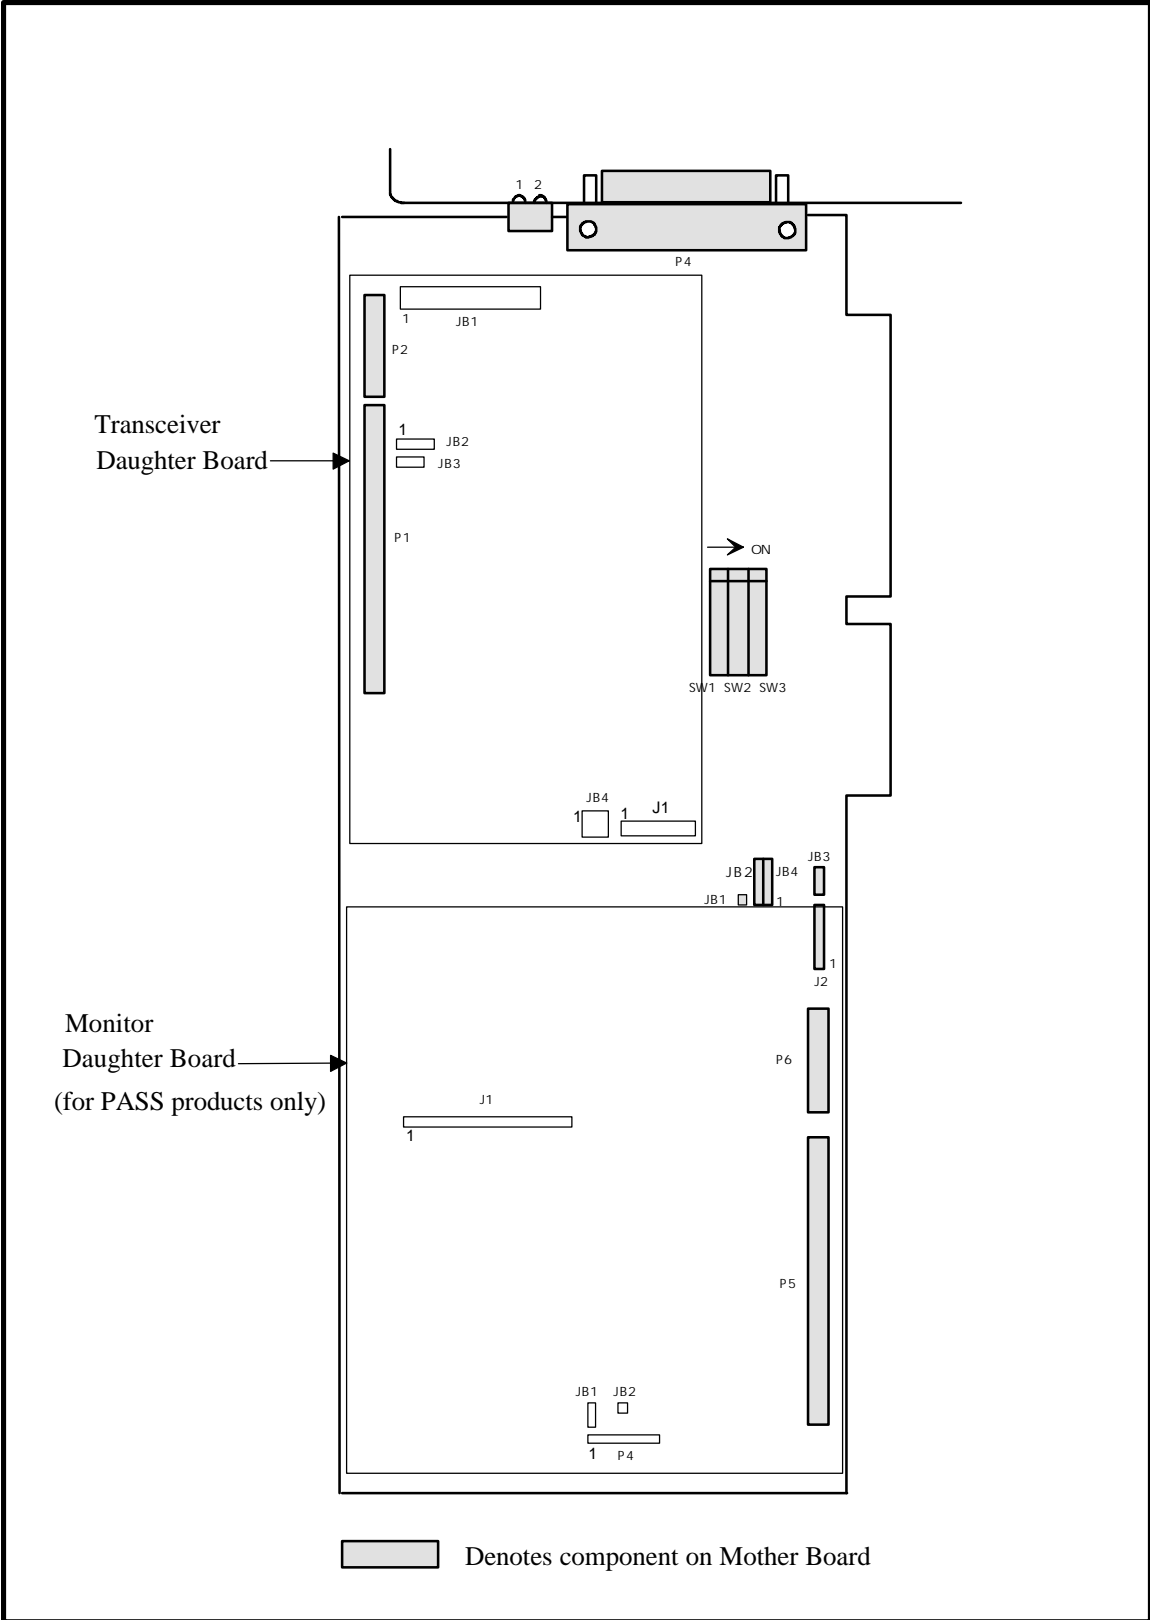 1 2
P4
1
JB1
P2
Transceiver
Daughter Board
1
JB2
JB3
P1
ON
SW1 SW2 SW3
JB4
1
1
J1
JB3
JB2
JB4
JB1
1
1
J2
Monitor
Daughter Board
(for PASS products only)
P6
J1
1
P5
JB1 JB2
1
P4
Denotes component on Mother Board